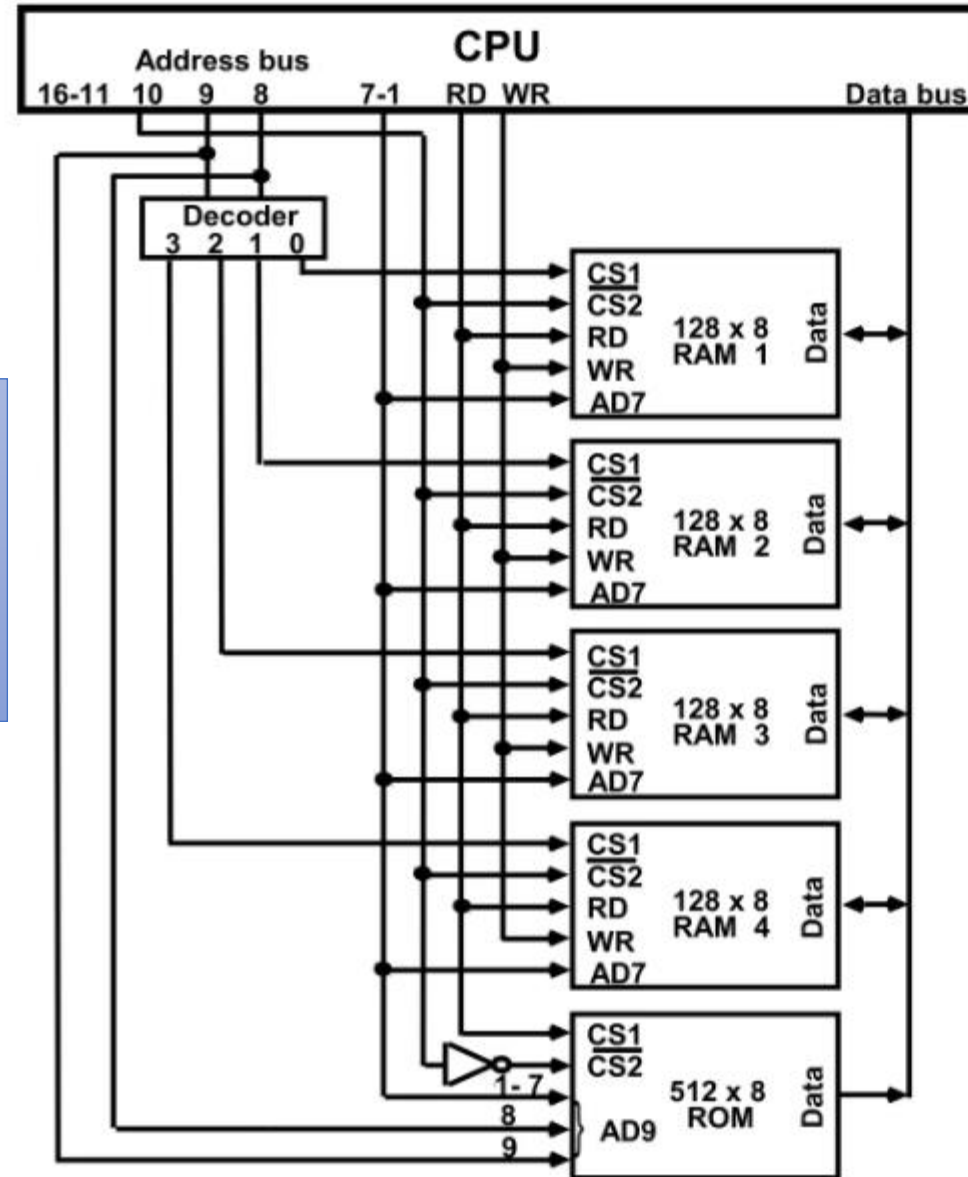 CPU
Address bus
16-11 10 9 8 7-1 RD WR Data bus
Decoder
3 2 1 0
CS1
CS2
RD
WR
AD7
128 x 8
RAM 1
Data
CS1
CS2
RD
WR
AD7
128 x 8
RAM 2
Data
CS1
CS2
RD
WR
AD7
128 x 8
RAM 3
Data
CS1
CS2
RD
WR
AD7
128 x 8
RAM 4
Data
CS1
CS2
1- 7
8
9
AD9
512 x 8
ROM
Data